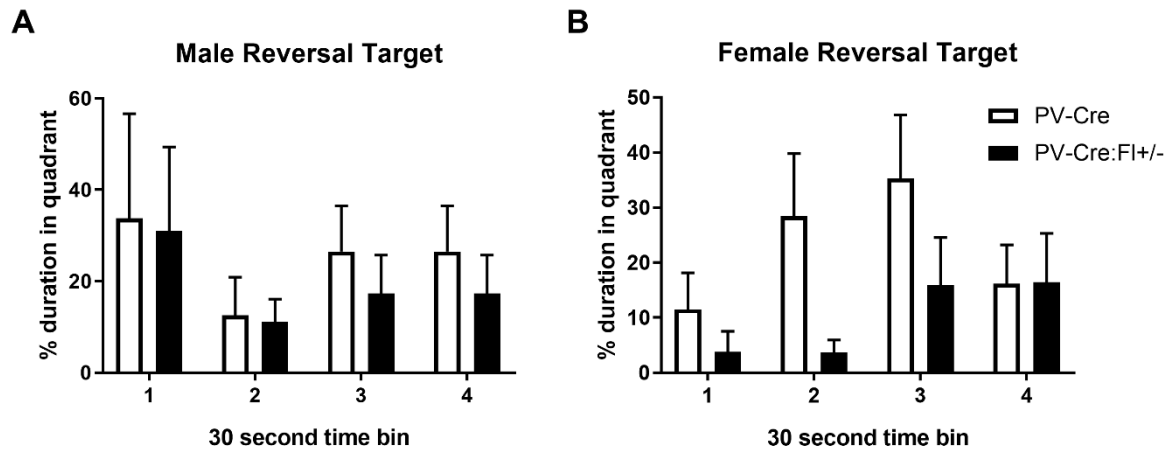 A
Male Reversal Target
% duration in quadrant
60
40
20
0
1 2 3 4
30 second time bin
B
Female Reversal Target
% duration in quadrant
50
40
30
20
10
0
1 2 3 4
30 second time bin
PV-Cre
PV-Cre:Fl+/-